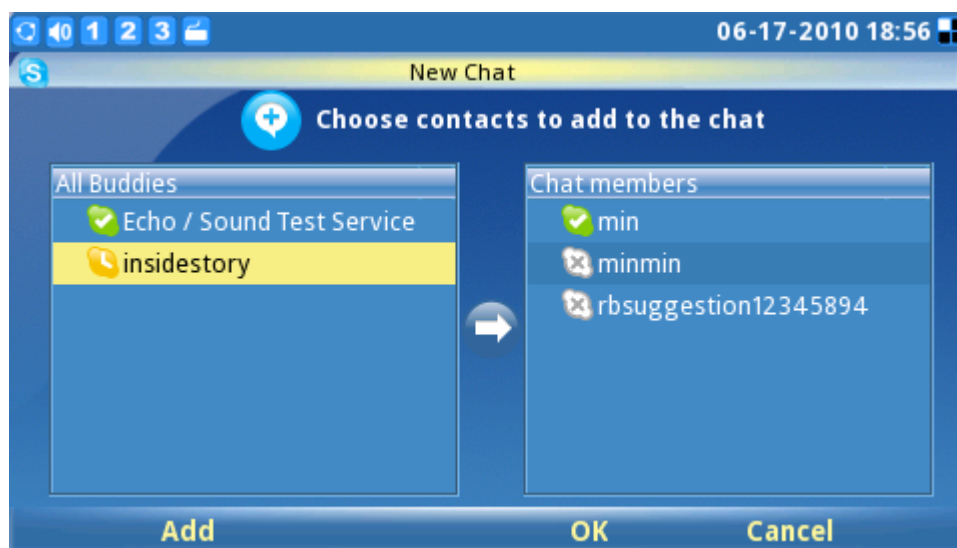 1 2 3 06-17-2010 18:56
S New Chat
Choose contacts to add to the chat
All Buddies
Echo / Sound Test Service
insidestory
Chat members
min
minmin
rbsuggestion12345894
Add OK Cancel